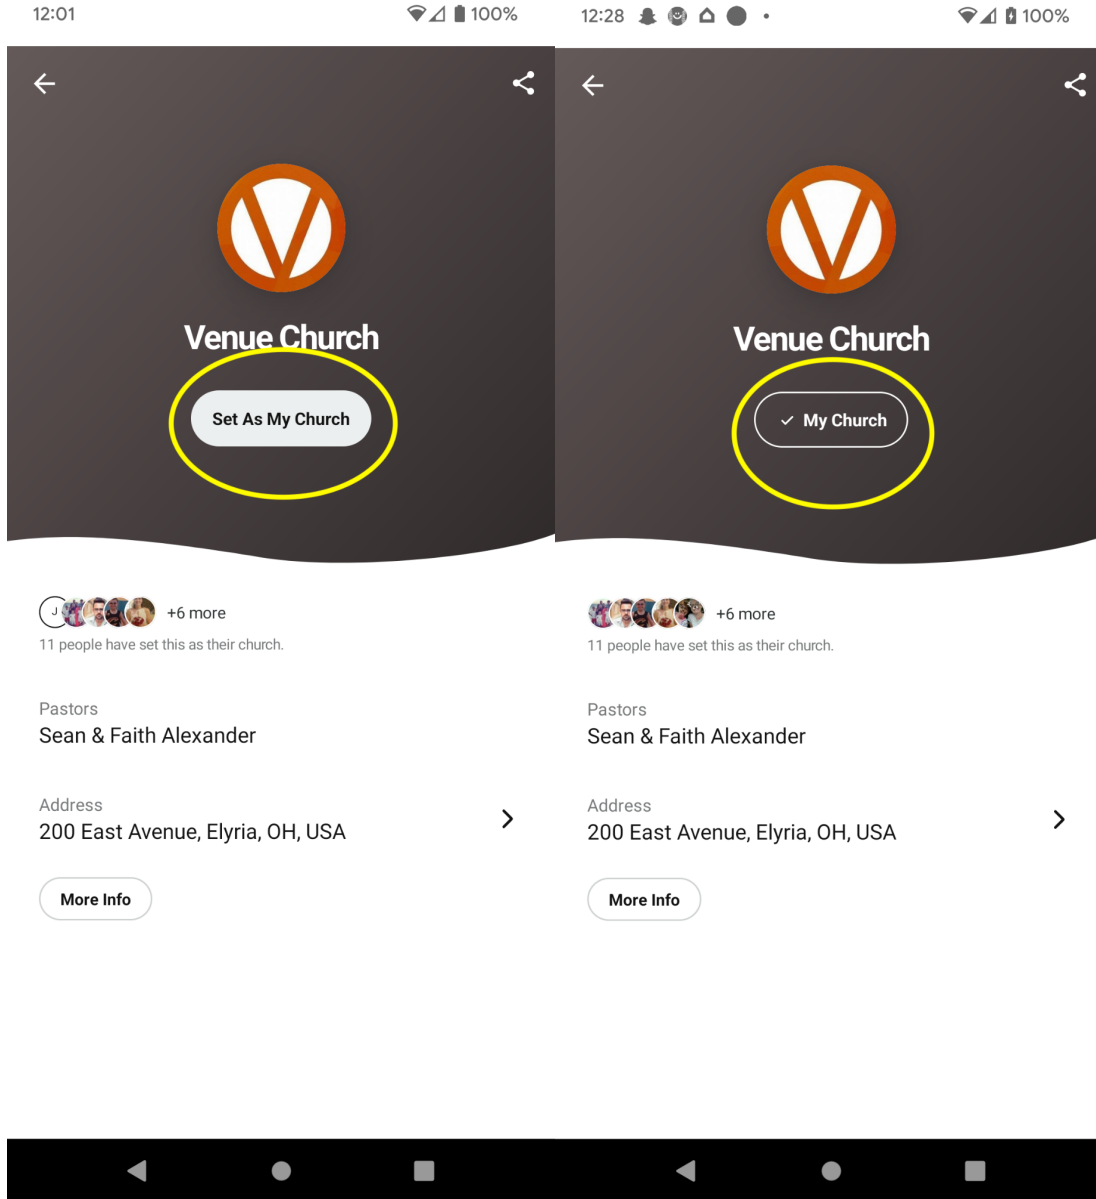 12:01
100%
Venue Church
Set As My Church
J
+6 more
11 people have set this as their church.
Pastors
Sean & Faith Alexander
Address
200 East Avenue, Elyria, OH, USA
More Info
12:28
100%
Venue Church
My Church
+6 more
11 people have set this as their church.
Pastors
Sean & Faith Alexander
Address
200 East Avenue, Elyria, OH, USA
More Info